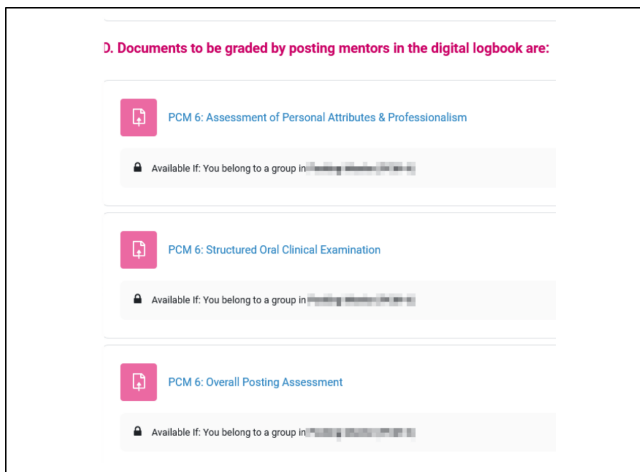 D. Documents to be graded by posting mentors in the digital logbook are:
PCM 6: Assessment of Personal Attributes & Professionalism
Available If: You belong to a group in
PCM 6: Structured Oral Clinical Examination
Available If: You belong to a group in
PCM 6: Overall Posting Assessment
Available If: You belong to a group in